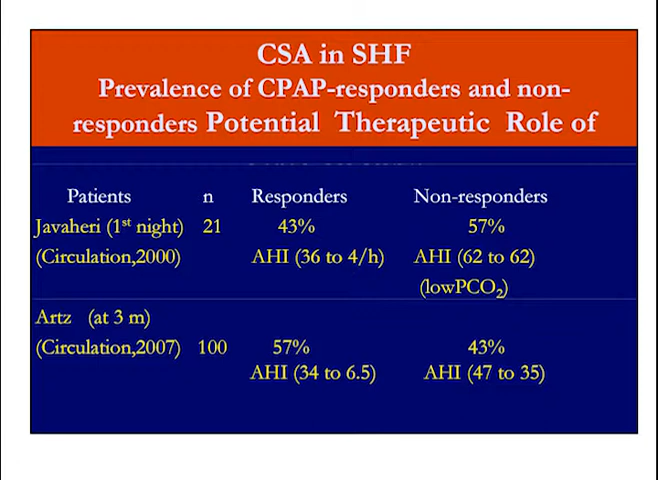 CSA in SHF
Prevalence of CPAP-responders and non-
responders Potential Therapeutic Role of
Patients n Responders Non-responders
Javaheri (1st night) 21 43% 57%
(Circulation,2000) AHI (36 to 4/h) AHI (62 to 62)
(lowPCO₂)
Artz (at 3 m)
(Circulation,2007) 100 57% 43%
AHI (34 to 6.5) AHI (47 to 35)